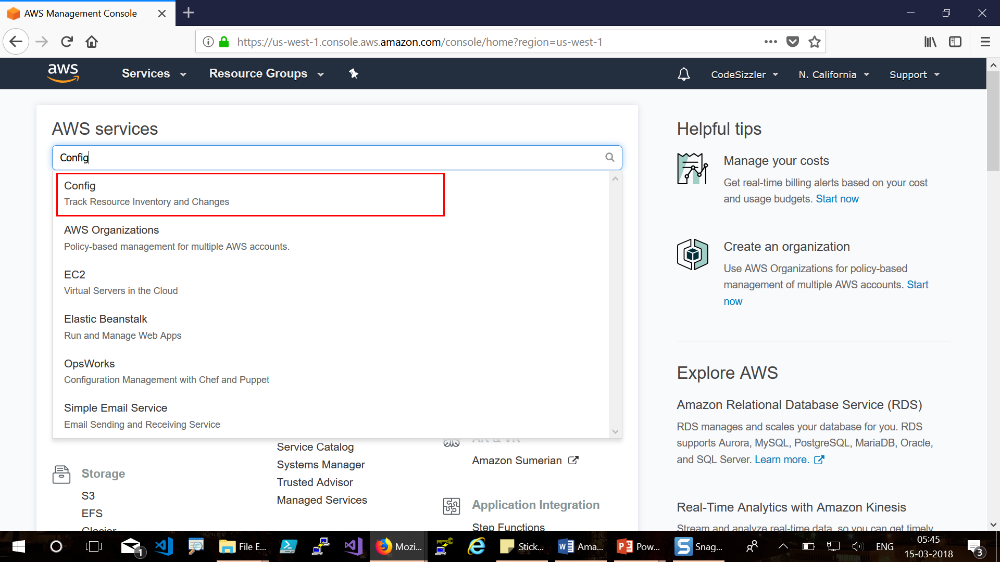 AWS Management Console
https://us-west-1.console.aws.amazon.com/console/home?region=us-west-1
aws
Services
Resource Groups
CodeSizzler
N. California
Support
AWS services
Config
Config
Track Resource Inventory and Changes
AWS Organizations
Policy-based management for multiple AWS accounts.
EC2
Virtual Servers in the Cloud
Elastic Beanstalk
Run and Manage Web Apps
OpsWorks
Configuration Management with Chef and Puppet
Simple Email Service
Email Sending and Receiving Service
Storage
S3
EFS
Glacier
Service Catalog
Systems Manager
Trusted Advisor
Managed Services
AR & VR
Amazon Sumerian
Application Integration
Step Functions
Helpful tips
Manage your costs
Get real-time billing alerts based on your cost
and usage budgets. Start now
Create an organization
Use AWS Organizations for policy-based
management of multiple AWS accounts. Start
now
Explore AWS
Amazon Relational Database Service (RDS)
RDS manages and scales your database for you. RDS
supports Aurora, MySQL, PostgreSQL, MariaDB, Oracle,
and SQL Server. Learn more.
Real-Time Analytics with Amazon Kinesis
Stream and analyze real-time data, so you can get timely
1
File E...
Mozi...
Stick...
Ama...
Pow...
Snag...
ENG
05:45
15-03-2018
3